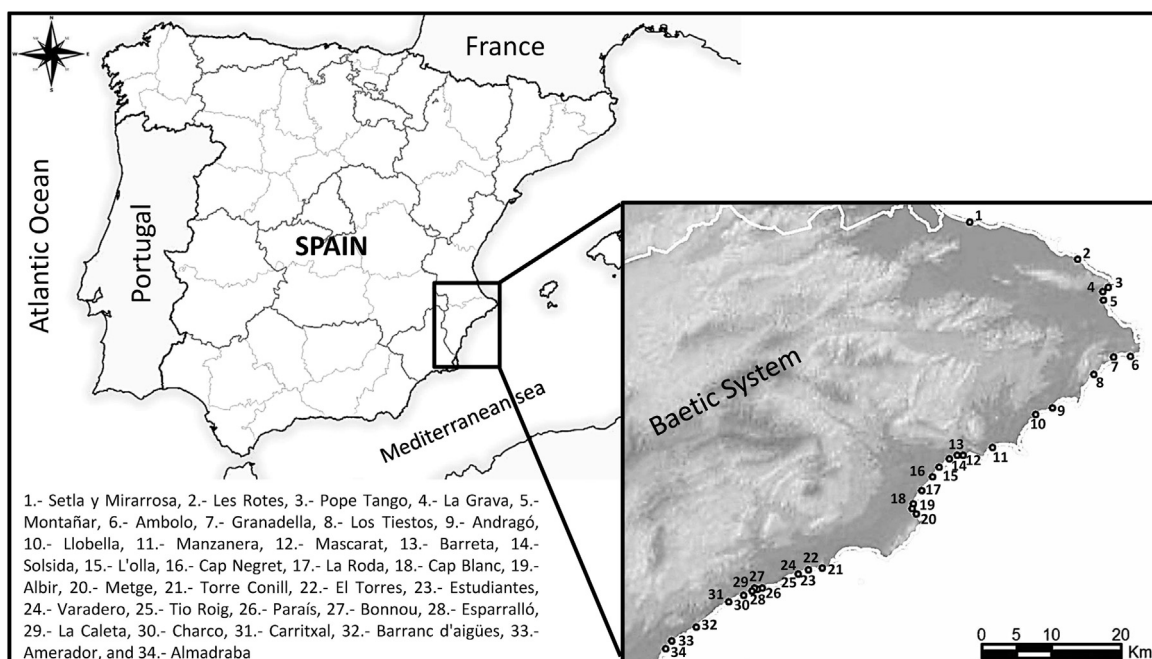 N
W
E
S
France
Atlantic Ocean
Portugal
SPAIN
Mediterranean sea
Baetic System
1
2
3
4
5
6
7
8
9
10
11
12
13
14
15
16
17
18
19
20
21
22
23
24
25
26
27
28
29
30
31
32
33
34
0 5 10 20
Km
1.- Setla y Mirarrosa, 2.- Les Rotes, 3.- Pope Tango, 4.- La Grava, 5.-
Montañar, 6.- Ambolo, 7.- Granadella, 8.- Los Tiestos, 9.- Andragó,
10.- Llobella, 11.- Manzanera, 12.- Mascarat, 13.- Barreta, 14.-
Solsida, 15.- L'olla, 16.- Cap Negret, 17.- La Roda, 18.- Cap Blanc, 19.-
Albir, 20.- Metge, 21.- Torre Conill, 22.- El Torres, 23.- Estudiantes,
24.- Varadero, 25.- Tio Roig, 26.- Paraís, 27.- Bonnou, 28.- Esparralló,
29.- La Caleta, 30.- Charco, 31.- Carritxal, 32.- Barranc d'aigües, 33.-
Amerador, and 34.- Almadraba